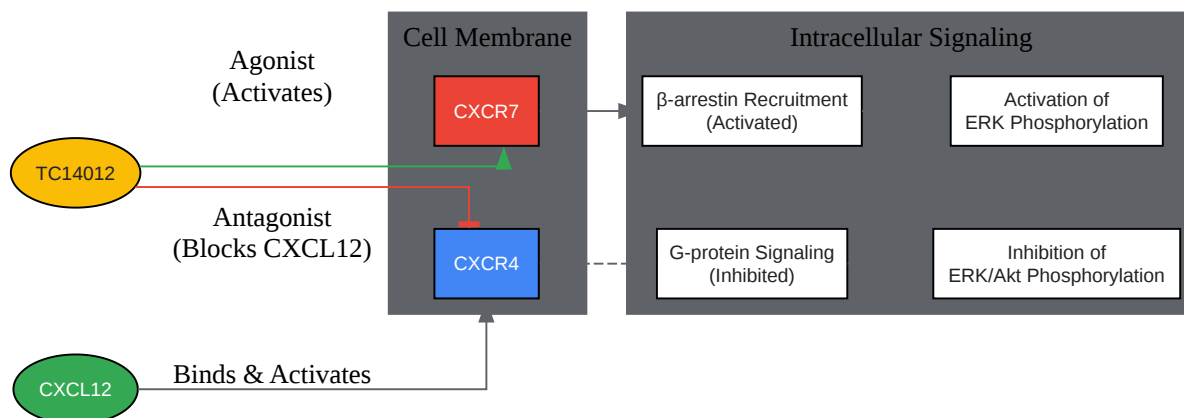 Cell Membrane
Intracellular Signaling
Agonist
(Activates)
CXCR7
β-arrestin Recruitment
(Activated)
Activation of
ERK Phosphorylation
TC14012
Antagonist
(Blocks CXCL12)
CXCR4
G-protein Signaling
(Inhibited)
Inhibition of
ERK/Akt Phosphorylation
CXCL12
Binds & Activates